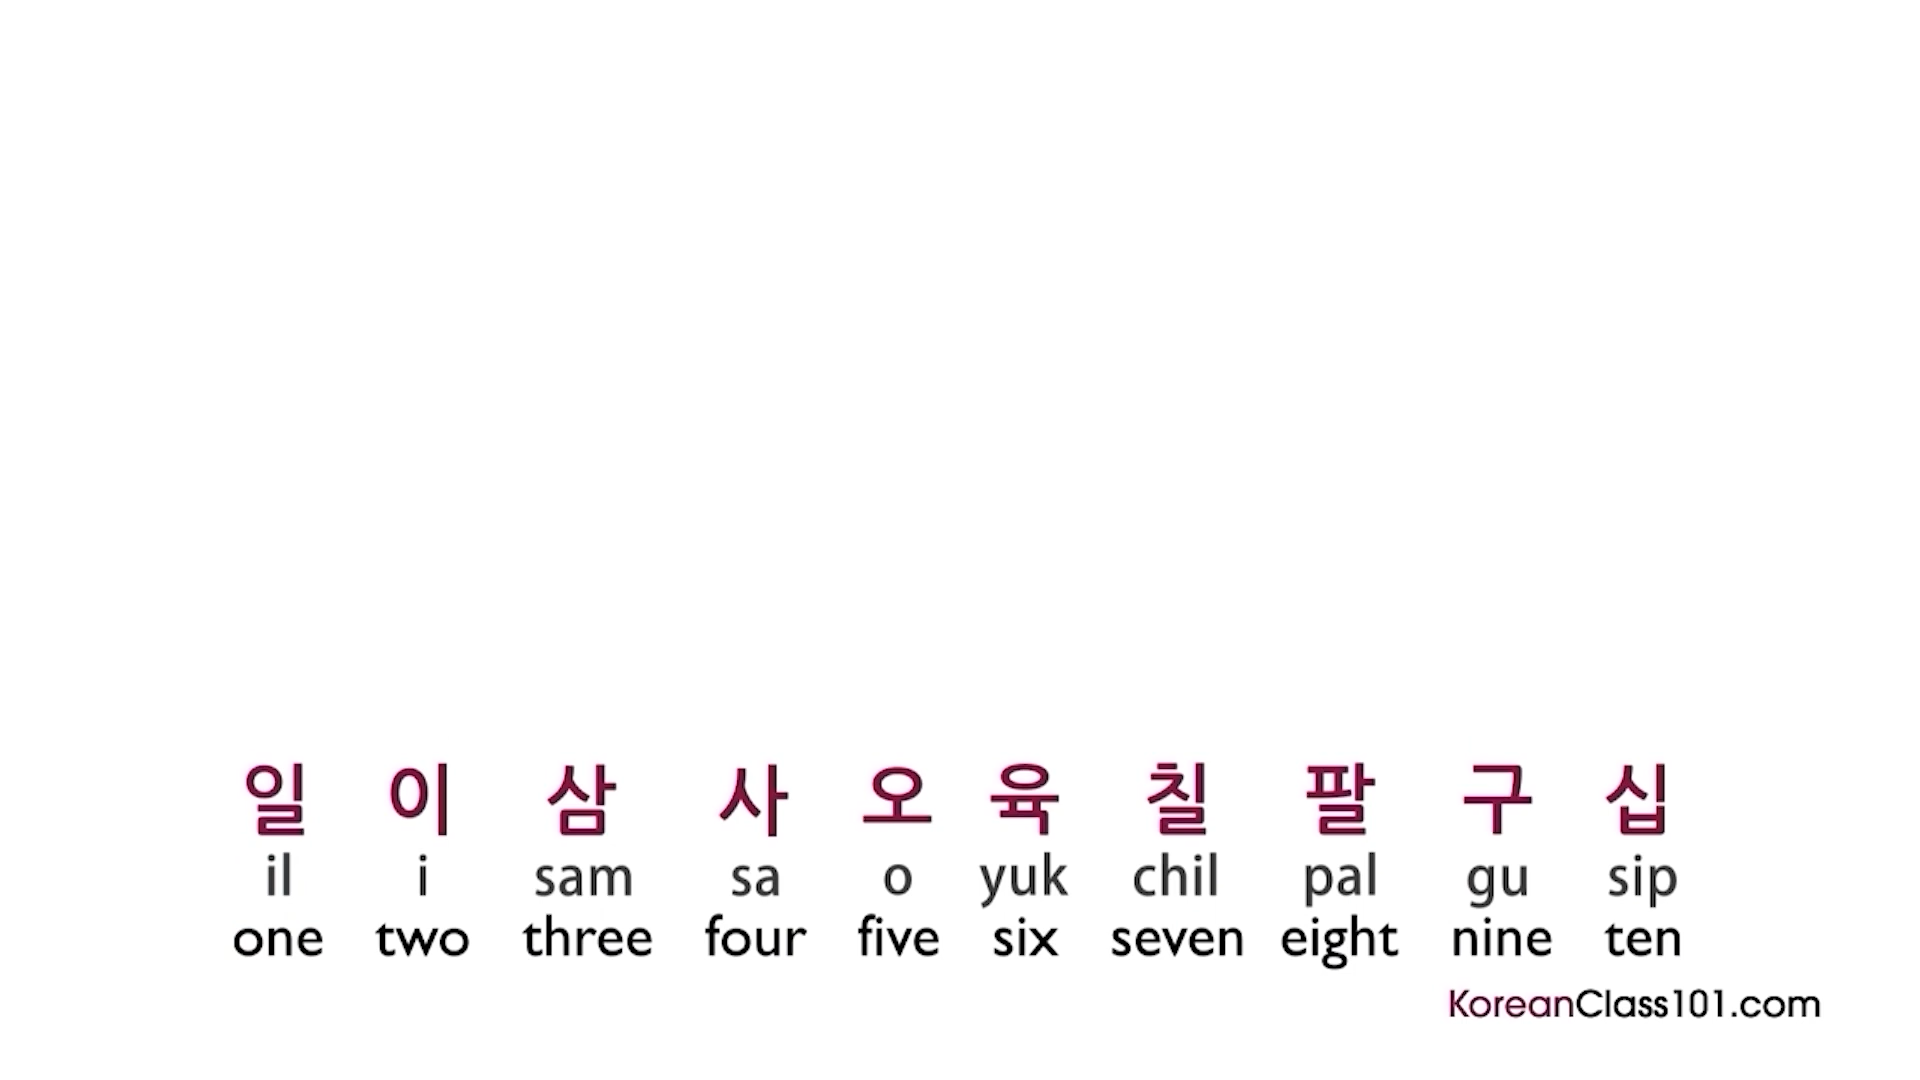 일 이 삼 사 오 육 칠 팔 구 십
il i sam sa o yuk chil pal gu sip
one two three four five six seven eight nine ten
KoreanClass101.com